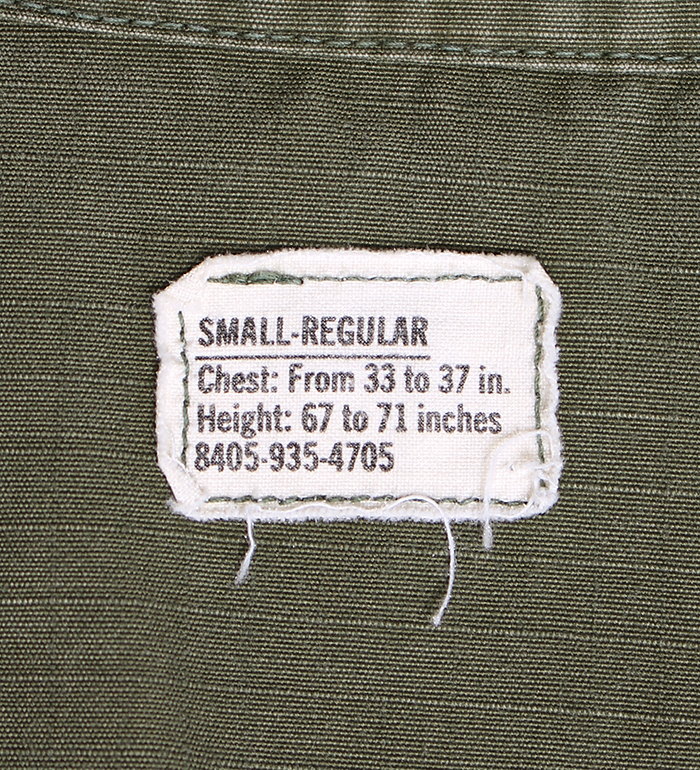 SMALL-REGULAR
Chest: From 33 to 37 in.
Height: 67 to 71 inches
8405-935-4705